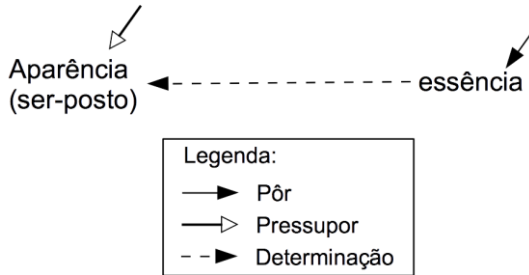 Aparência
(ser-posto)
essência
Legenda:
Pôr
Pressupor
Determinação